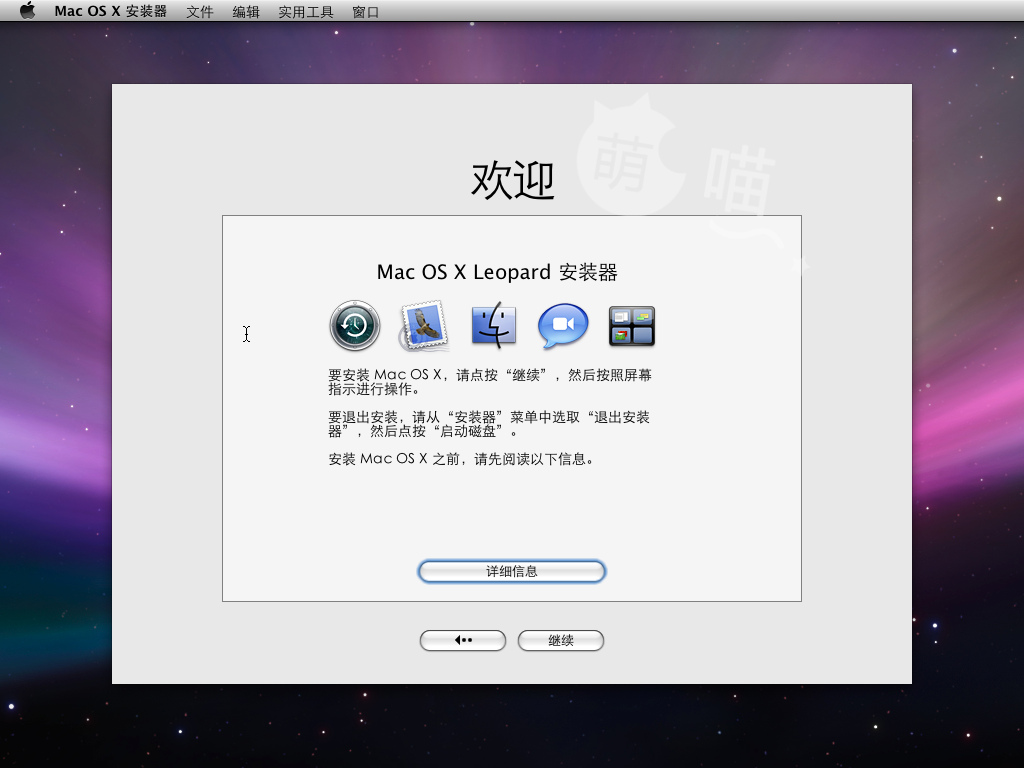 Mac OS X 安装器 文件 编辑 实用工具 窗口
萌
喵
欢迎
Mac OS X Leopard 安装器
要安装 Mac OS X，请点按“继续”，然后按照屏幕
指示进行操作。
要退出安装，请从“安装器”菜单中选取“退出安装
器”，然后点按“启动磁盘”。
安装 Mac OS X 之前，请先阅读以下信息。
详细信息
继续